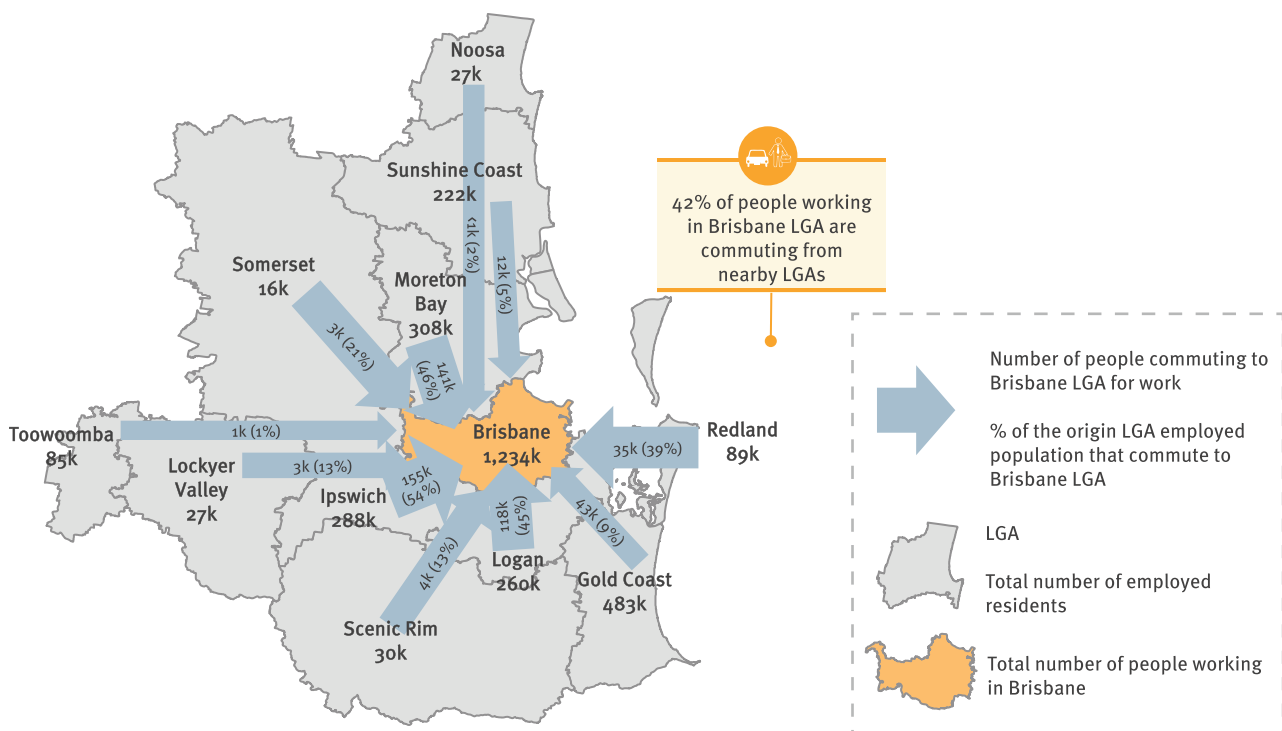 Noosa
27k
Sunshine Coast
222k
<1k (2%)
12k (5%)
42% of people working
in Brisbane LGA are
commuting from
nearby LGAs
Somerset
16k
3k (21%)
Moreton
Bay
308k
141k
(46%)
Toowoomba
85k
1k (1%)
Lockyer
Valley
27k
3k (13%)
Ipswich
288k
155k
(54%)
Brisbane
1,234k
35k (39%)
Redland
89k
118k
(45%)
43k (9%)
4k (13%)
Logan
260k
Gold Coast
483k
Scenic Rim
30k
Number of people commuting to
Brisbane LGA for work
% of the origin LGA employed
population that commute to
Brisbane LGA
LGA
Total number of employed
residents
Total number of people working
in Brisbane